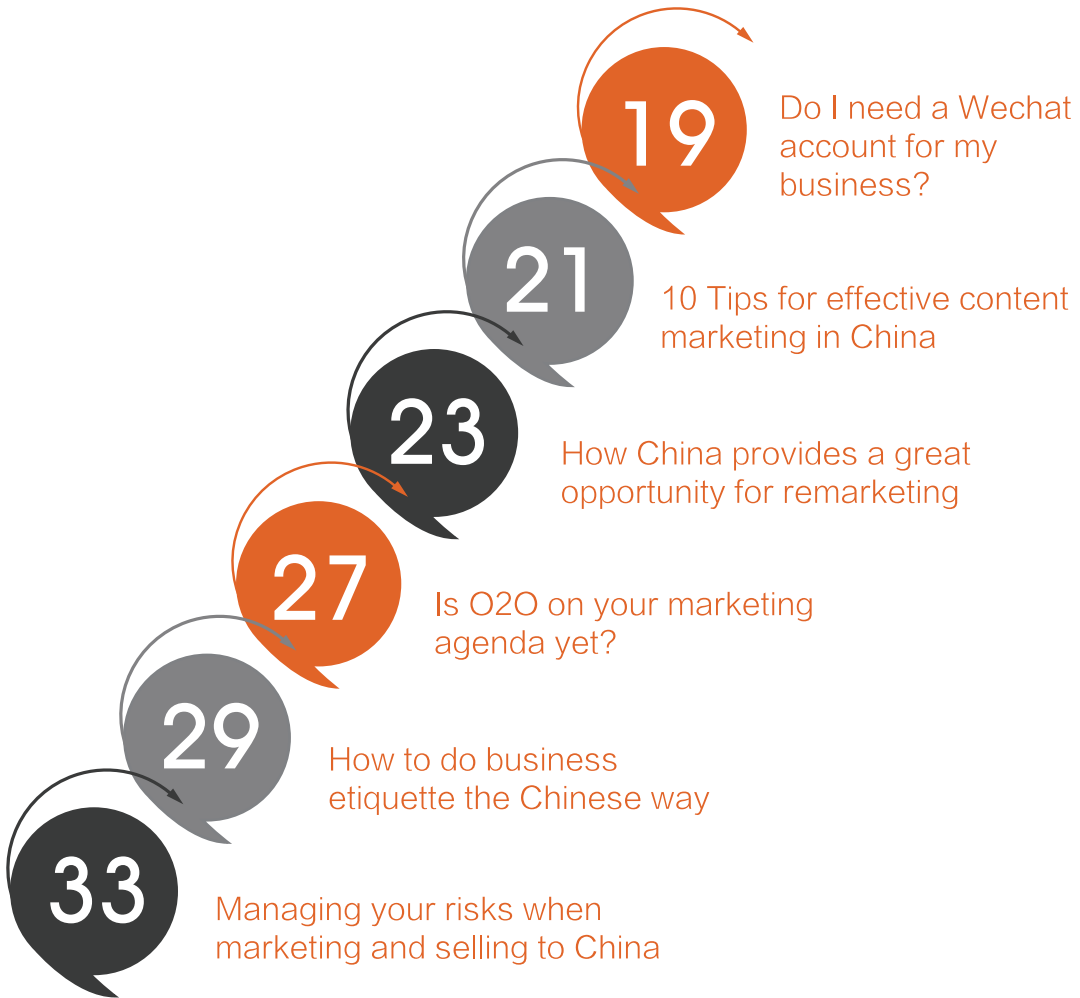 19
Do I need a Wechat
account for my
business?
21
10 Tips for effective content
marketing in China
23
How China provides a great
opportunity for remarketing
27
Is O2O on your marketing
agenda yet?
29
How to do business
etiquette the Chinese way
33
Managing your risks when
marketing and selling to China